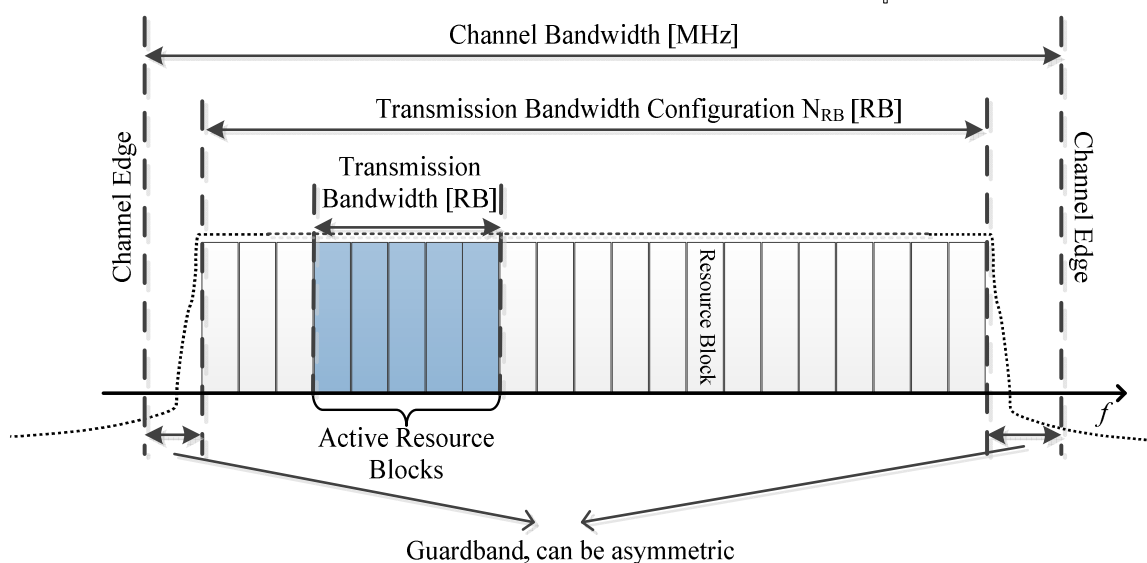 Channel Bandwidth [MHz]
Transmission Bandwidth Configuration N_RB [RB]
Transmission
Bandwidth [RB]
Channel Edge
Channel Edge
Resource Block
f
Active Resource
Blocks
Guardband, can be asymmetric